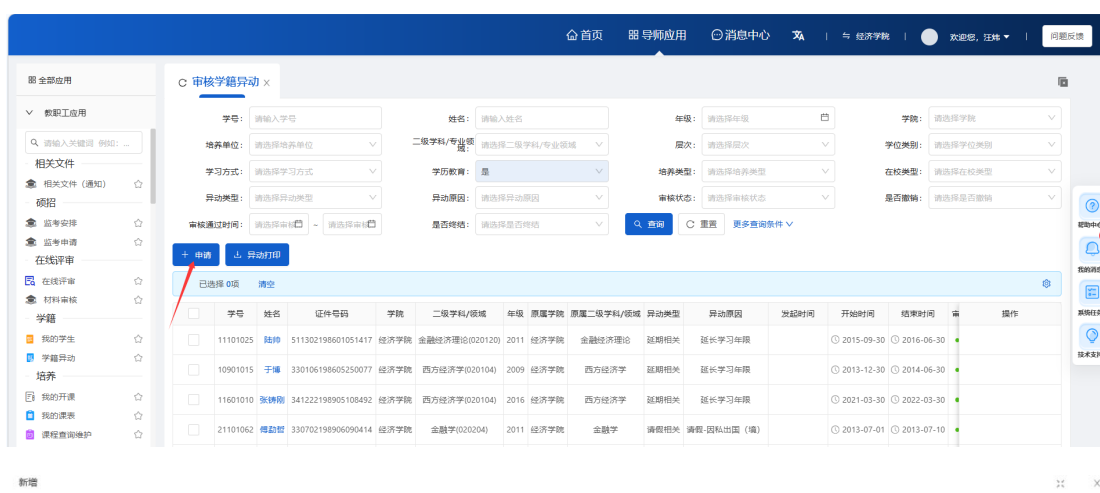 首页 导师应用 消息中心 经济学院 欢迎您，汪炜 问题反馈
全部应用
审核学籍异动 ×
教职工应用
请输入关键词 例如：...
相关文件
相关文件（通知）
硕招
监考安排
监考申请
在线评审
在线评审
材料审核
学籍
我的学生
学籍异动
培养
我的开课
我的课表
课程查询维护
学号： 请输入学号 姓名： 请输入姓名 年级： 请选择年级 学院： 请选择学院
培养单位： 请选择培养单位 二级学科/专业领域： 请选择二级学科/专业领域 层次： 请选择层次 学位类别： 请选择学位类别
学习方式： 请选择学习方式 学历教育： 是 培养类型： 请选择培养类型 在校类型： 请选择在校类型
异动类型： 请选择异动类型 异动原因： 请选择异动原因 审核状态： 请选择审核状态 是否撤销： 请选择是否撤销
审核通过时间： 请选择审核 ~ 请选择审核 是否终结： 请选择是否终结 查询 重置 更多查询条件
+ 申请 异动打印
已选择 0项 清空
学号 姓名 证件号码 学院 二级学科/领域 年级 原属学院 原属二级学科/领域 异动类型 异动原因 发起时间 开始时间 结束时间 审 操作
11101025 陆帅 511302198601051417 经济学院 金融经济理论(020120) 2011 经济学院 金融经济理论 延期相关 延长学习年限 2015-09-30 2016-06-30
10901015 于博 330106198605250077 经济学院 西方经济学(020104) 2009 经济学院 西方经济学 延期相关 延长学习年限 2013-12-30 2014-06-30
11601010 张铸刚 341222198905108492 经济学院 西方经济学(020104) 2016 经济学院 西方经济学 延期相关 延长学习年限 2021-03-30 2022-03-30
21101062 傅勐哲 330702198906090414 经济学院 金融学(020204) 2011 经济学院 金融学 请假相关 请假-因私出国（境） 2013-07-01 2013-07-10
帮助中心
我的消息
系统任务
技术支持
新增